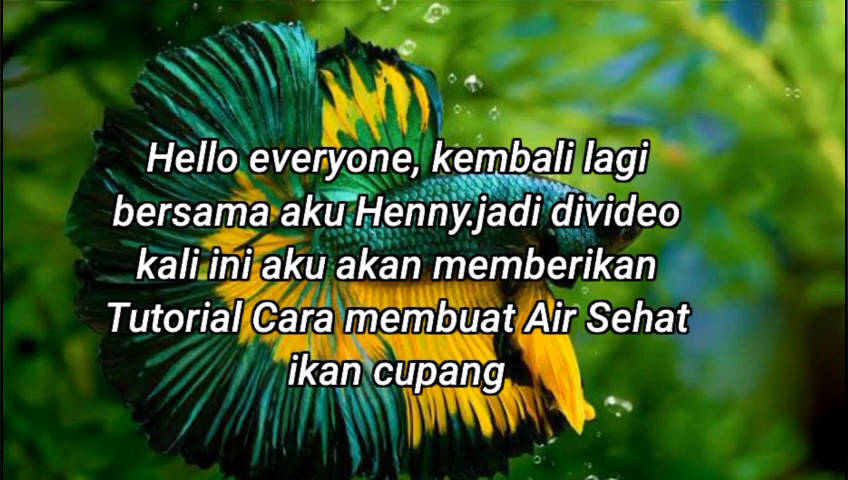 Hello everyone, kembali lagi
bersama aku Henny.jadi divideo
kali ini aku akan memberikan
Tutorial Cara membuat Air Sehat
ikan cupang